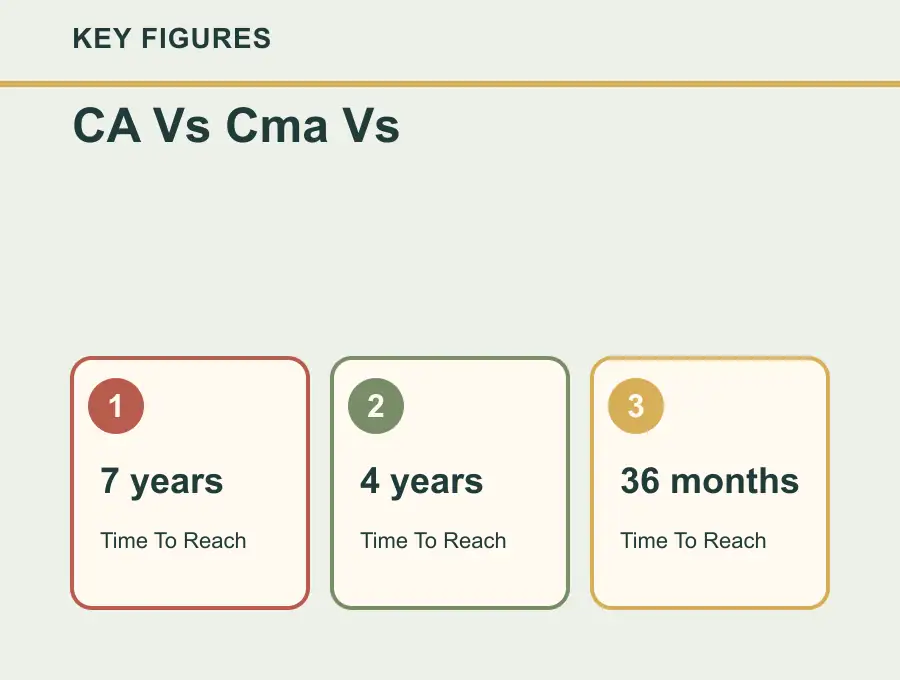 KEY FIGURES
CA Vs Cma Vs
1
7 years
Time To Reach
2
4 years
Time To Reach
3
36 months
Time To Reach